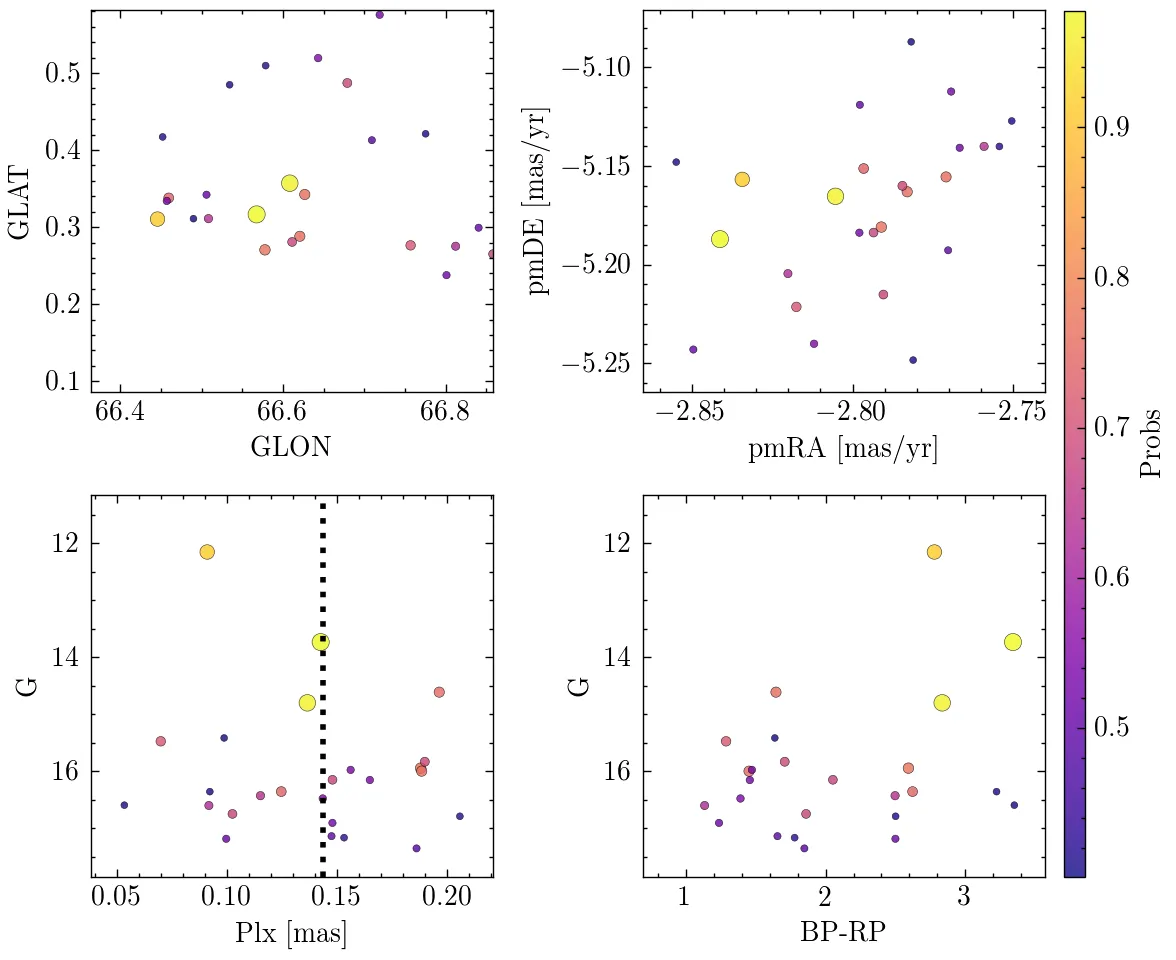 0.5
0.4
0.3
0.2
0.1
GLAT
66.4 66.6 66.8
GLON
−5.10
−5.15
−5.20
−5.25
pmDE [mas/yr]
−2.85 −2.80 −2.75
pmRA [mas/yr]
12
14
16
G
0.05 0.10 0.15 0.20
Plx [mas]
12
14
16
G
1 2 3
BP-RP
0.9
0.8
0.7
0.6
0.5
Probs